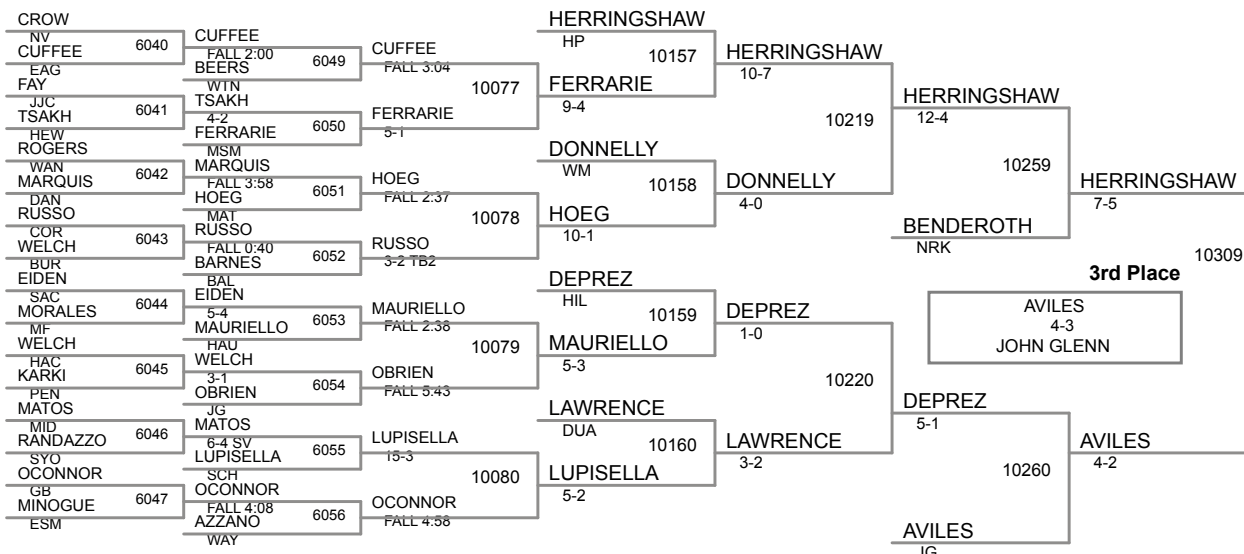 CROW
NV
CUFFEE
6040
EAG
FAY
JJC
TSAKH
6041
HEW
ROGERS
WAN
MARQUIS
6042
DAN
RUSSO
COR
WELCH
6043
BUR
EIDEN
SAC
MORALES
6044
MF
WELCH
HAC
KARKI
6045
PEN
MATOS
MID
RANDAZZO
6046
SYO
OCONNOR
GB
MINOGUE
6047
ESM
CUFFEE
FALL 2:00
BEERS
6049
WTN
TSAKH
4-2
FERRARIE
6050
MSM
MARQUIS
FALL 3:58
HOEG
6051
MAT
RUSSO
FALL 0:40
BARNES
6052
BAL
EIDEN
5-4
MAURIELLO
6053
HAU
WELCH
3-1
OBRIEN
6054
JG
MATOS
6-4 SV
LUPISELLA
6055
SCH
OCONNOR
FALL 4:08
AZZANO
6056
WAY
CUFFEE
FALL 3:04
10077
FERRARIE
5-1
HOEG
FALL 2:37
10078
RUSSO
3-2 TB2
MAURIELLO
FALL 2:38
10079
OBRIEN
FALL 5:43
LUPISELLA
15-3
10080
OCONNOR
FALL 4:58
HERRINGSHAW
HP
10157
FERRARIE
9-4
DONNELLY
WM
10158
HOEG
10-1
DEPREZ
HIL
10159
MAURIELLO
5-3
LAWRENCE
DUA
10160
LUPISELLA
5-2
HERRINGSHAW
10-7
10219
DONNELLY
4-0
DEPREZ
1-0
10220
LAWRENCE
3-2
HERRINGSHAW
12-4
10259
BENDEROTH
NRK
DEPREZ
5-1
10260
AVILES
JG
HERRINGSHAW
7-5
10309
AVILES
4-2
3rd Place
AVILES
4-3
JOHN GLENN